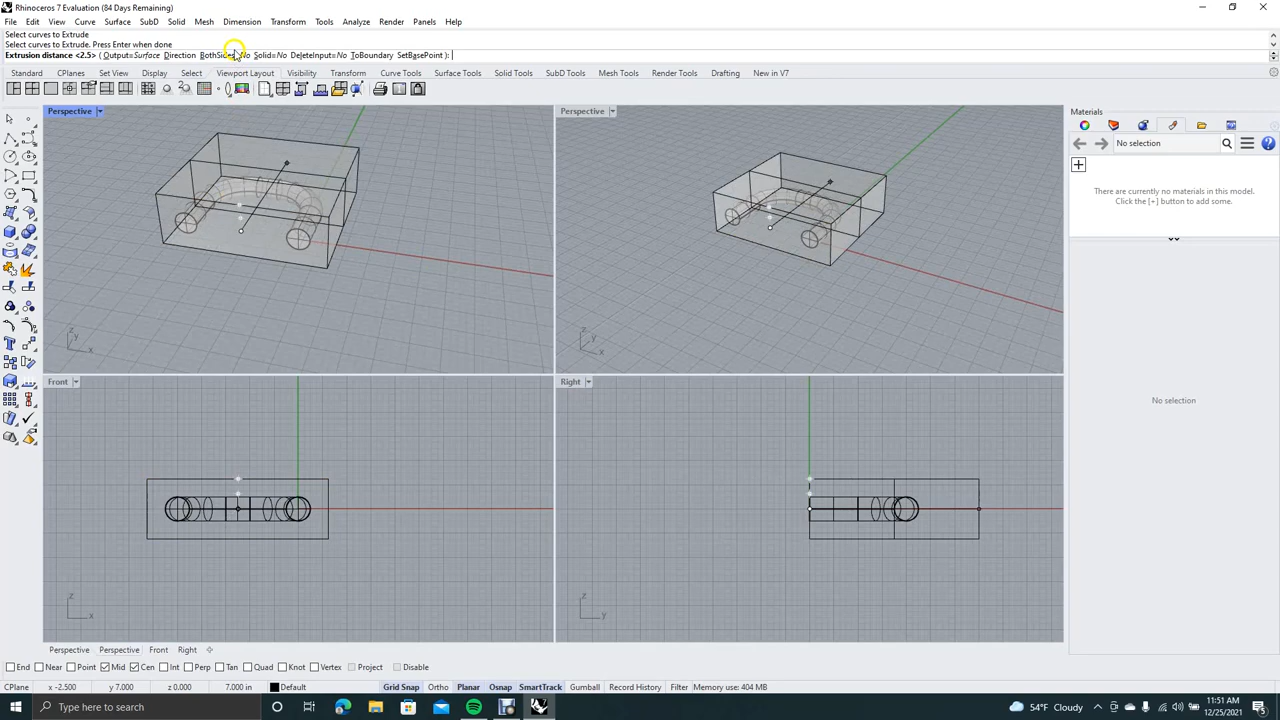 Rhinoceros 7 Evaluation (84 Days Remaining)
File Edit View Curve Surface SubD Solid Mesh Dimension Transform Tools Analyze Render Panels Help
Select curves to Extrude
Select curves to Extrude. Press Enter when done
Extrusion distance <2.5> ( Output=Surface Direction BothSides=No Solid=No DeleteInput=No ToBoundary SetBasePoint ):
Standard CPlanes Set View Display Select Viewport Layout Visibility Transform Curve Tools Surface Tools Solid Tools SubD Tools Mesh Tools Render Tools Drafting New in V7
Perspective Perspective Materials
No selection
There are currently no materials in this model.
Click the [+] button to add some.
z y x z y x
Front Right
No selection
z x z y
Perspective Perspective Front Right
End Near Point Mid Cen Int Perp Tan Quad Knot Vertex Project Disable
CPlane x -2.500 y 7.000 z 0.000 7.000 in Default Grid Snap Ortho Planar Osnap SmartTrack Gumball Record History Filter Memory use: 404 MB
Type here to search 54°F Cloudy 11:51 AM
12/25/2021